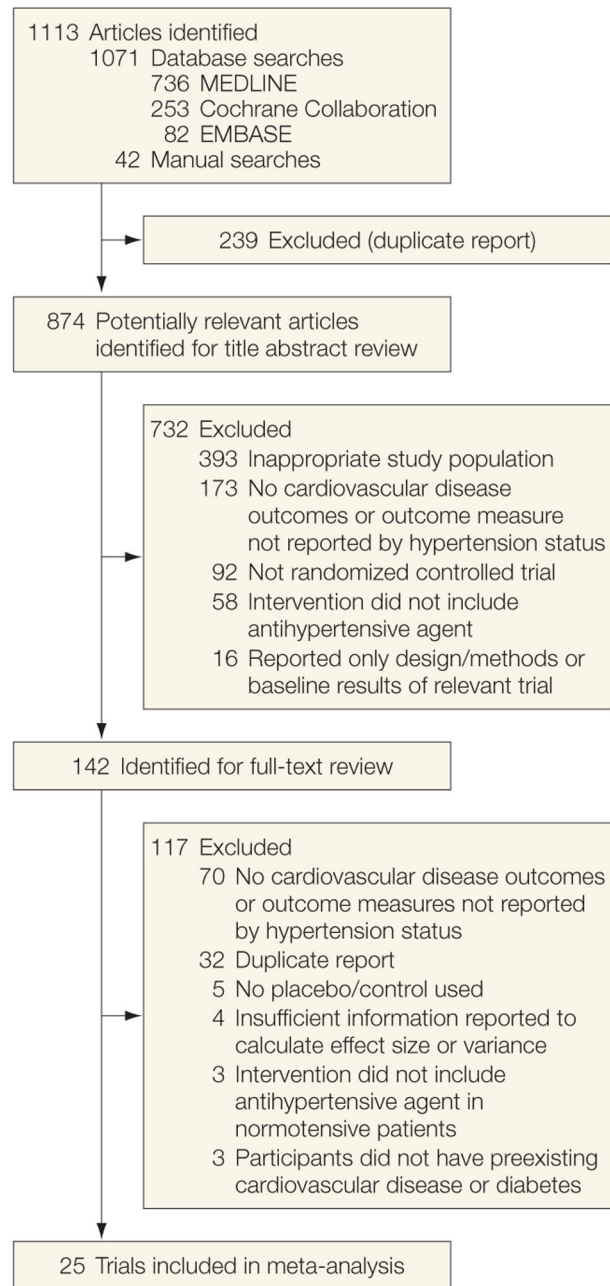 1113 Articles identified
1071 Database searches
736 MEDLINE
253 Cochrane Collaboration
82 EMBASE
42 Manual searches
239 Excluded (duplicate report)
874 Potentially relevant articles
identified for title abstract review
732 Excluded
393 Inappropriate study population
173 No cardiovascular disease
outcomes or outcome measure
not reported by hypertension status
92 Not randomized controlled trial
58 Intervention did not include
antihypertensive agent
16 Reported only design/methods or
baseline results of relevant trial
142 Identified for full-text review
117 Excluded
70 No cardiovascular disease outcomes
or outcome measures not reported
by hypertension status
32 Duplicate report
5 No placebo/control used
4 Insufficient information reported to
calculate effect size or variance
3 Intervention did not include
antihypertensive agent in
normotensive patients
3 Participants did not have preexisting
cardiovascular disease or diabetes
25 Trials included in meta-analysis